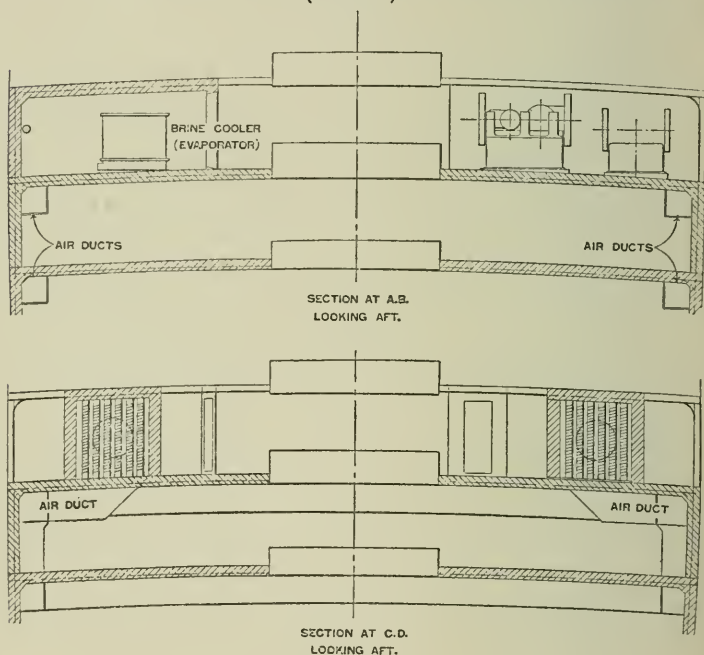 BRINE COOLER
(EVAPORATOR)
AIR DUCTS
AIR DUCTS
SECTION AT A.B.
LOOKING AFT.
AIR DUCT
AIR DUCT
SECTION AT C.D.
LOOKING AFT.